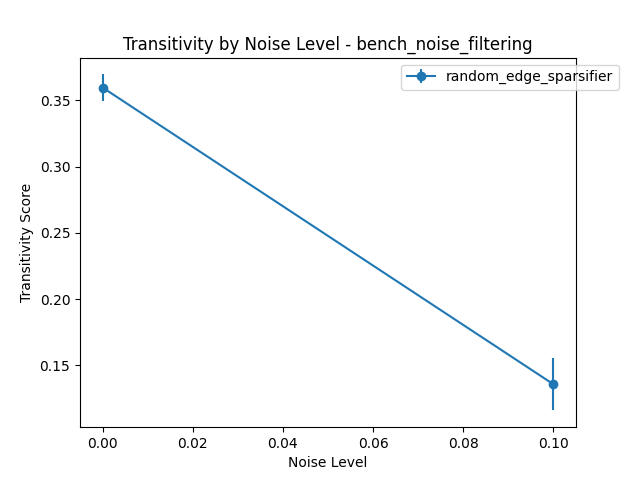 Transitivity by Noise Level - bench_noise_filtering
random_edge_sparsifier
Transitivity Score
0.35
0.30
0.25
0.20
0.15
0.00 0.02 0.04 0.06 0.08 0.10
Noise Level